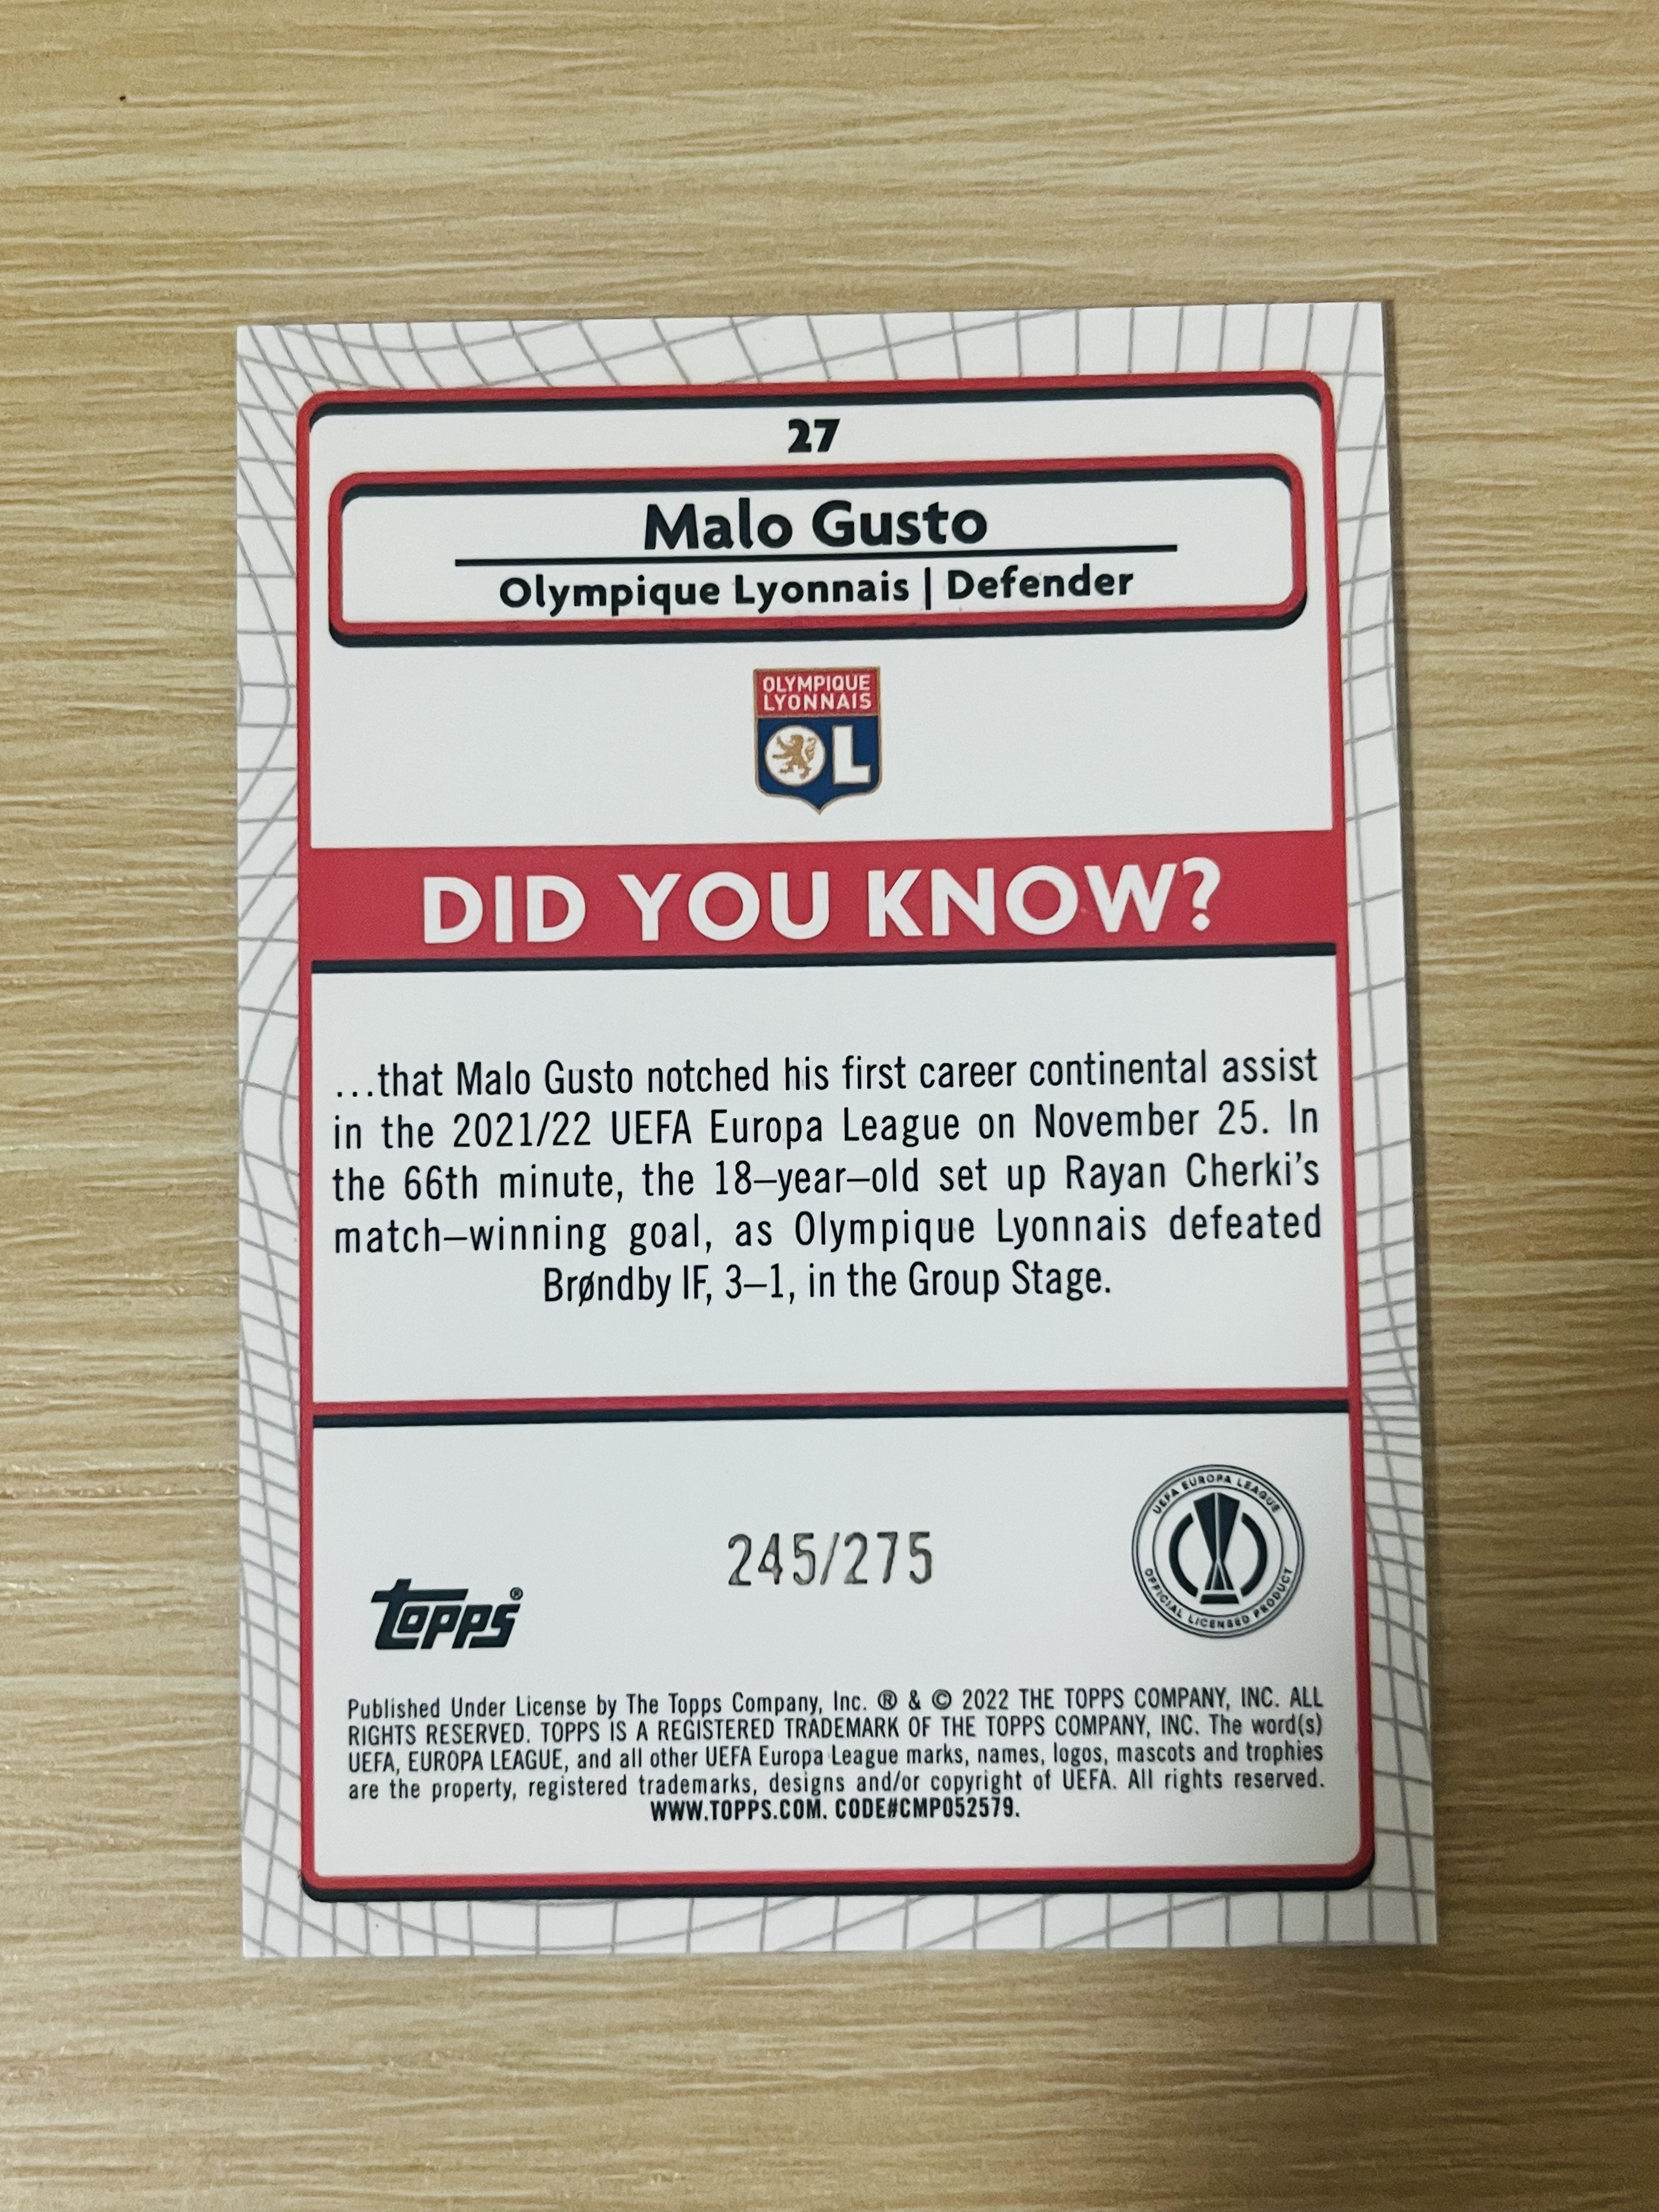 27
Malo Gusto
Olympique Lyonnais | Defender
OLYMPIQUE
LYONNAIS
OL
DID YOU KNOW?
...that Malo Gusto notched his first career continental assist
in the 2021/22 UEFA Europa League on November 25. In
the 66th minute, the 18–year–old set up Rayan Cherki's
match–winning goal, as Olympique Lyonnais defeated
Brøndby IF, 3–1, in the Group Stage.
245/275
topps®
UEFA EUROPA LEAGUE
OFFICIAL LICENSED PRODUCT
Published Under License by The Topps Company, Inc. ® & © 2022 THE TOPPS COMPANY, INC. ALL
RIGHTS RESERVED. TOPPS IS A REGISTERED TRADEMARK OF THE TOPPS COMPANY, INC. The word(s)
UEFA, EUROPA LEAGUE, and all other UEFA Europa League marks, names, logos, mascots and trophies
are the property, registered trademarks, designs and/or copyright of UEFA. All rights reserved.
WWW.TOPPS.COM. CODE#CMP052579.